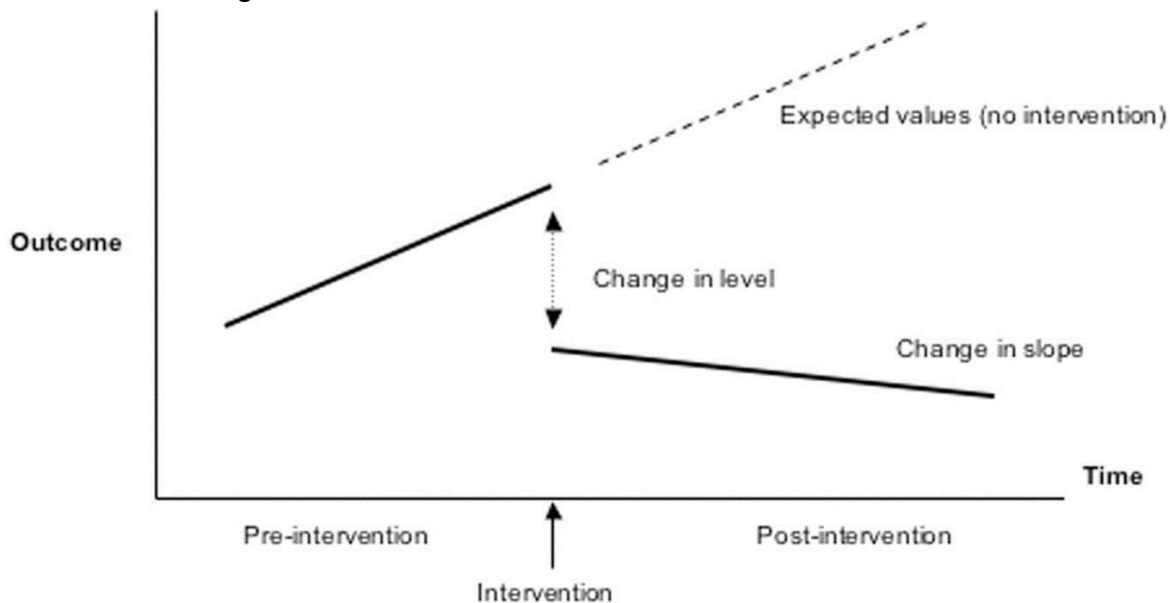 Expected values (no intervention)
Outcome
Change in level
Change in slope
Time
Pre-intervention
Post-intervention
Intervention